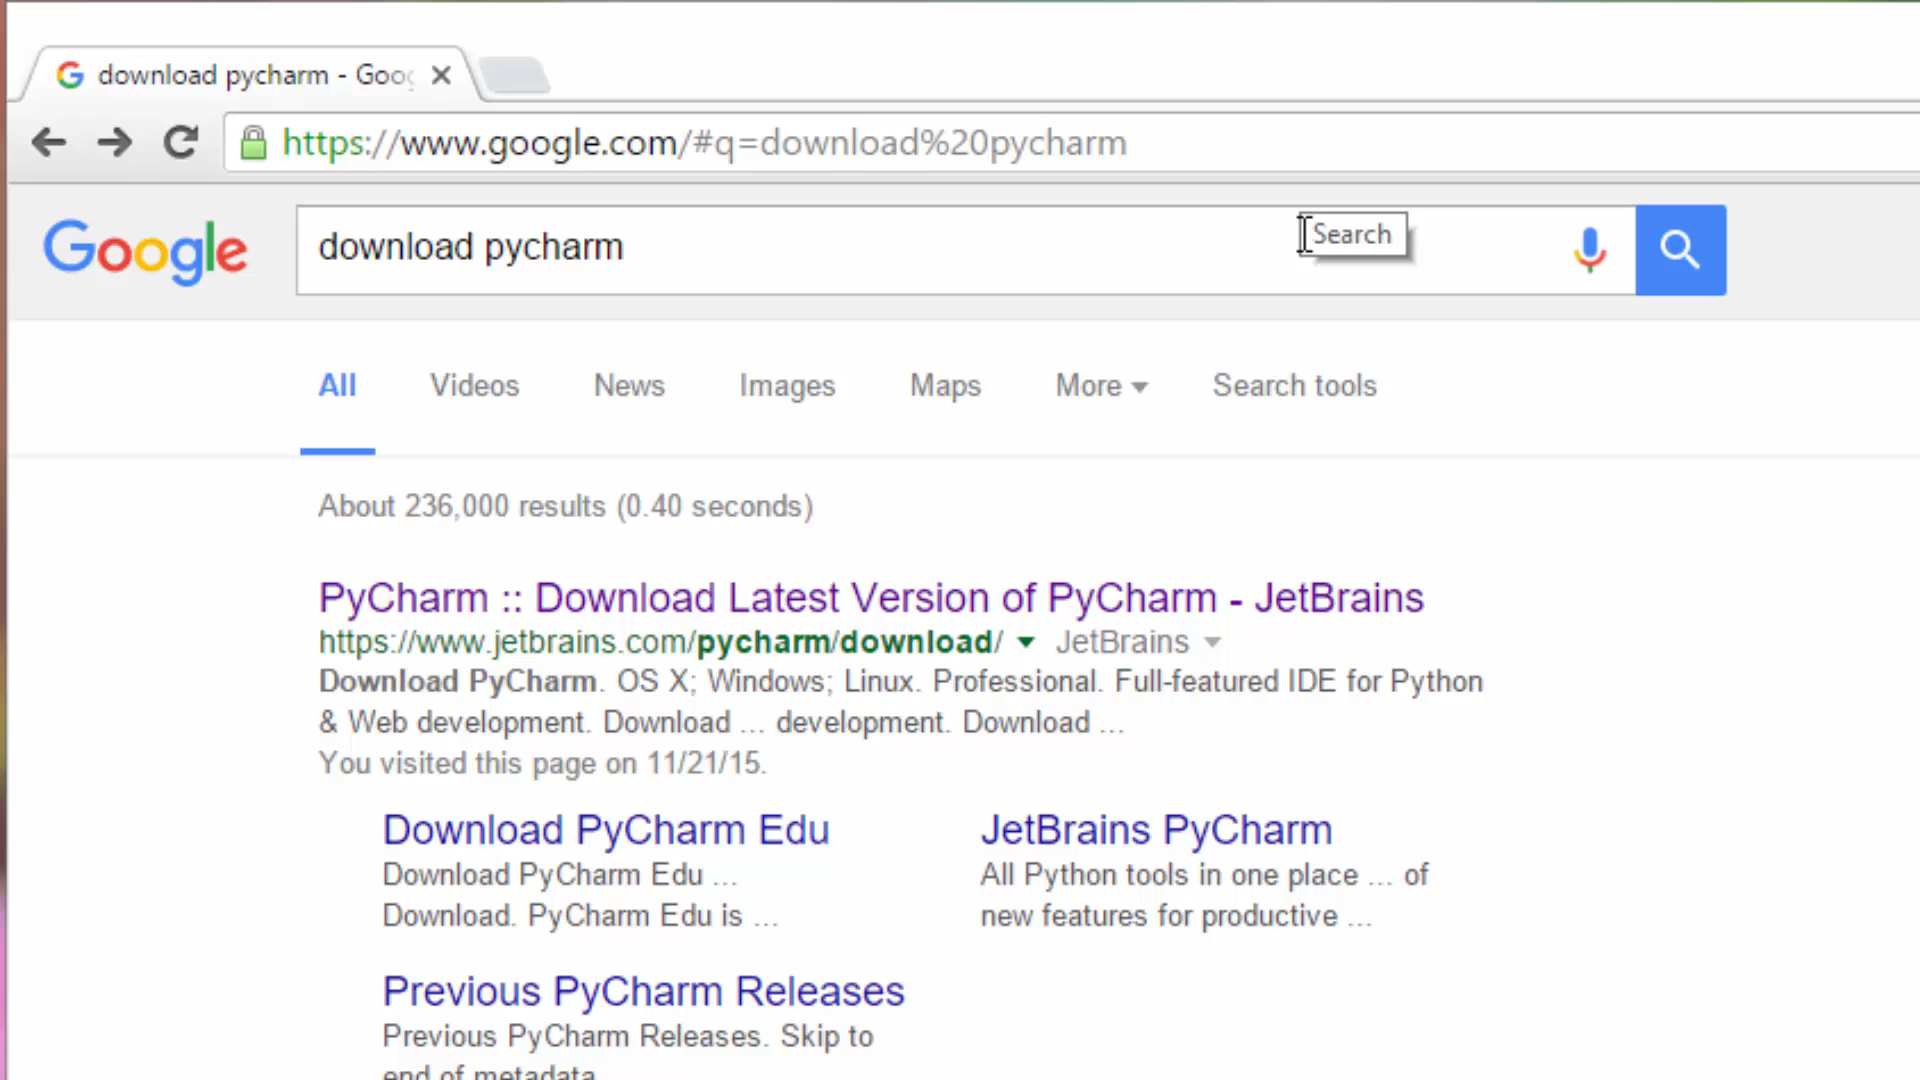 download pycharm - Goog
https://www.google.com/#q=download%20pycharm
Google
download pycharm
Search
All Videos News Images Maps More Search tools
About 236,000 results (0.40 seconds)
PyCharm :: Download Latest Version of PyCharm - JetBrains
https://www.jetbrains.com/pycharm/download/ JetBrains
Download PyCharm. OS X; Windows; Linux. Professional. Full-featured IDE for Python
& Web development. Download ... development. Download ...
You visited this page on 11/21/15.
Download PyCharm Edu
Download PyCharm Edu ...
Download. PyCharm Edu is ...
JetBrains PyCharm
All Python tools in one place ... of
new features for productive ...
Previous PyCharm Releases
Previous PyCharm Releases. Skip to
end of metadata